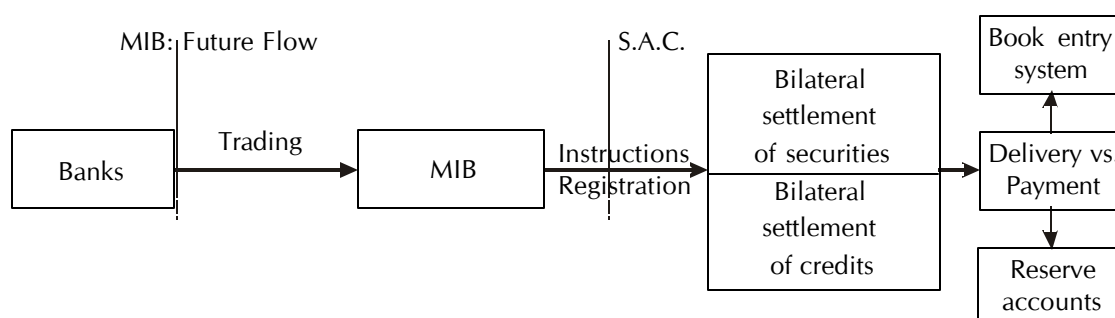 MIB: Future Flow
S.A.C.
Banks
Trading
MIB
Instructions
Registration
Bilateral
settlement
of securities
Bilateral
settlement
of credits
Book entry
system
Delivery vs.
Payment
Reserve
accounts